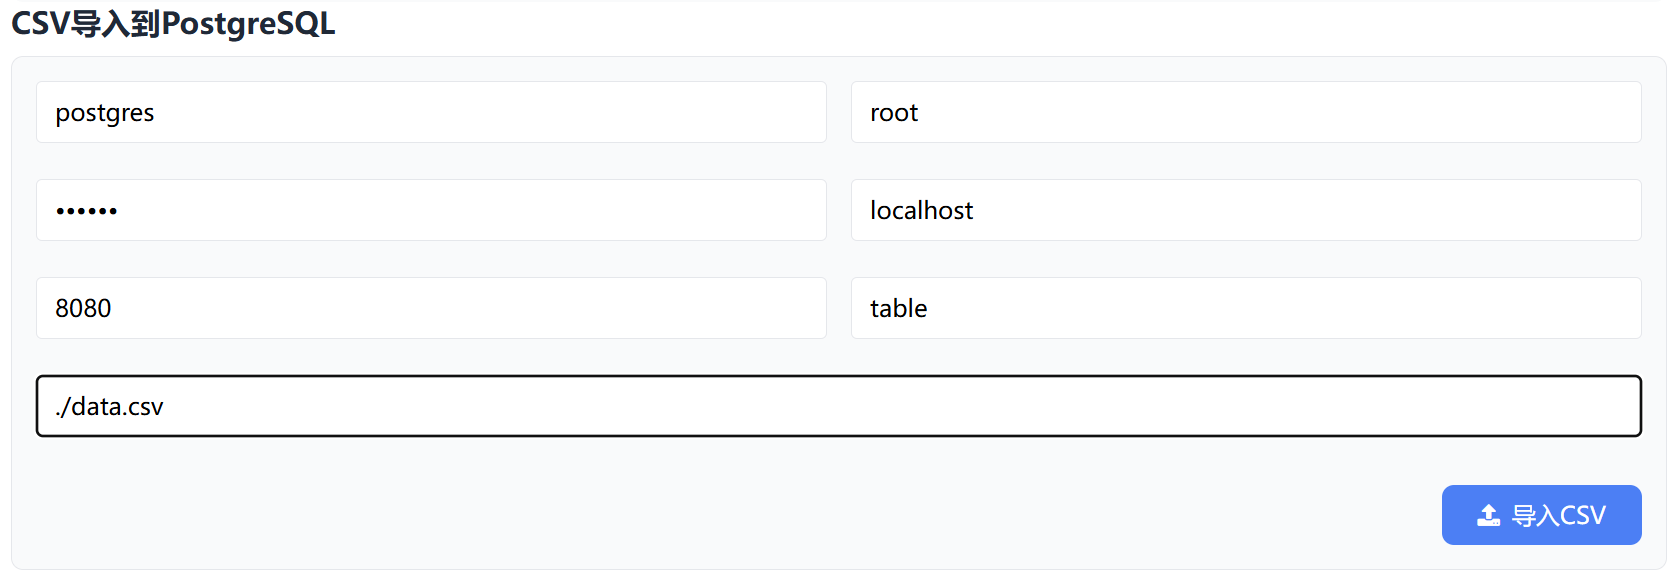 CSV导入到PostgreSQL
postgres
root
••••••
localhost
8080
table
./data.csv
导入CSV